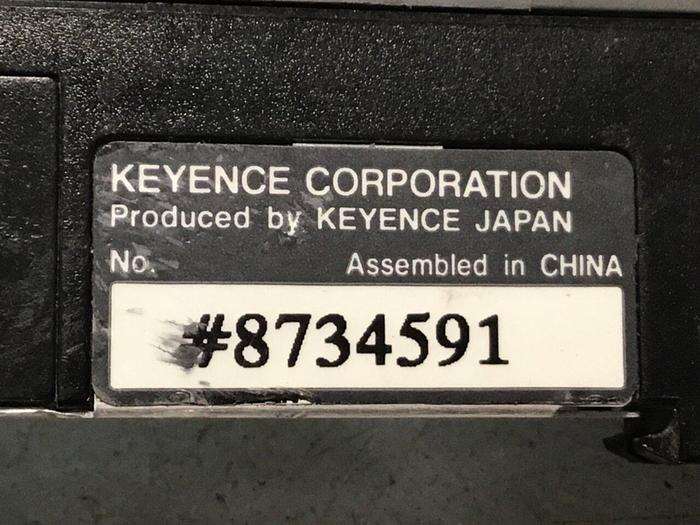 KEYENCE CORPORATION
Produced by KEYENCE JAPAN
No. Assembled in CHINA
#8734591